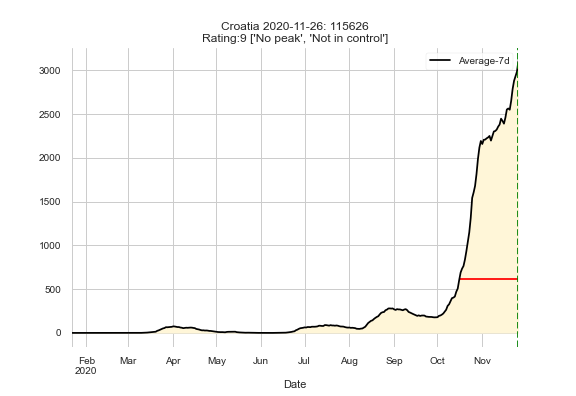 Croatia 2020-11-26: 115626
Rating:9 ['No peak', 'Not in control']
Average-7d
3000
2500
2000
1500
1000
500
0
Feb Mar Apr May Jun Jul Aug Sep Oct Nov
2020
Date